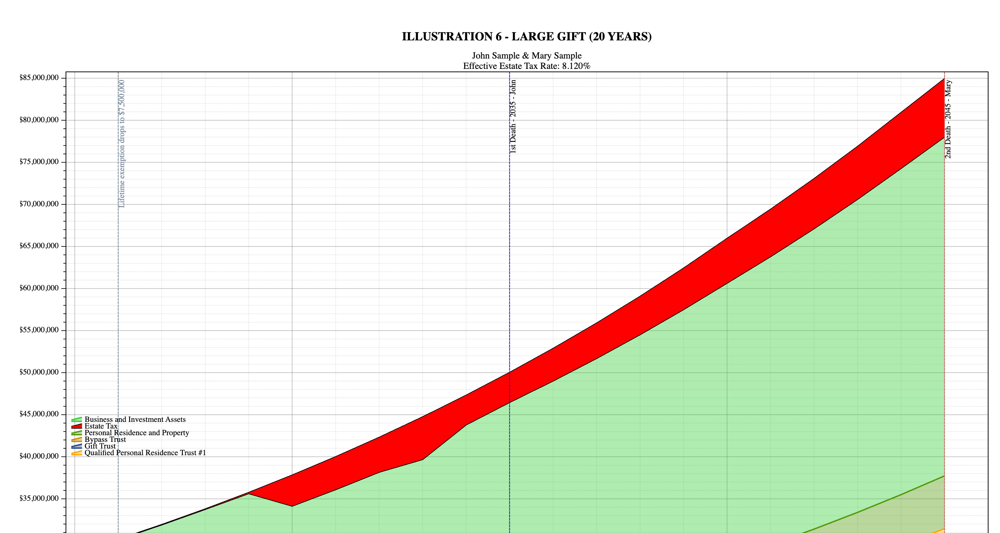 ILLUSTRATION 6 - LARGE GIFT (20 YEARS)
John Sample & Mary Sample
Effective Estate Tax Rate: 8.120%
$85,000,000
$80,000,000
$75,000,000
$70,000,000
$65,000,000
$60,000,000
$55,000,000
$50,000,000
$45,000,000
$40,000,000
$35,000,000
Lifetime exemption drops to $7,500,000
1st Death - 2035 - John
2nd Death - 2045 - Mary
Business and Investment Assets
Estate Tax
Personal Residence and Property
Bypass Trust
Gift Trust
Qualified Personal Residence Trust #1